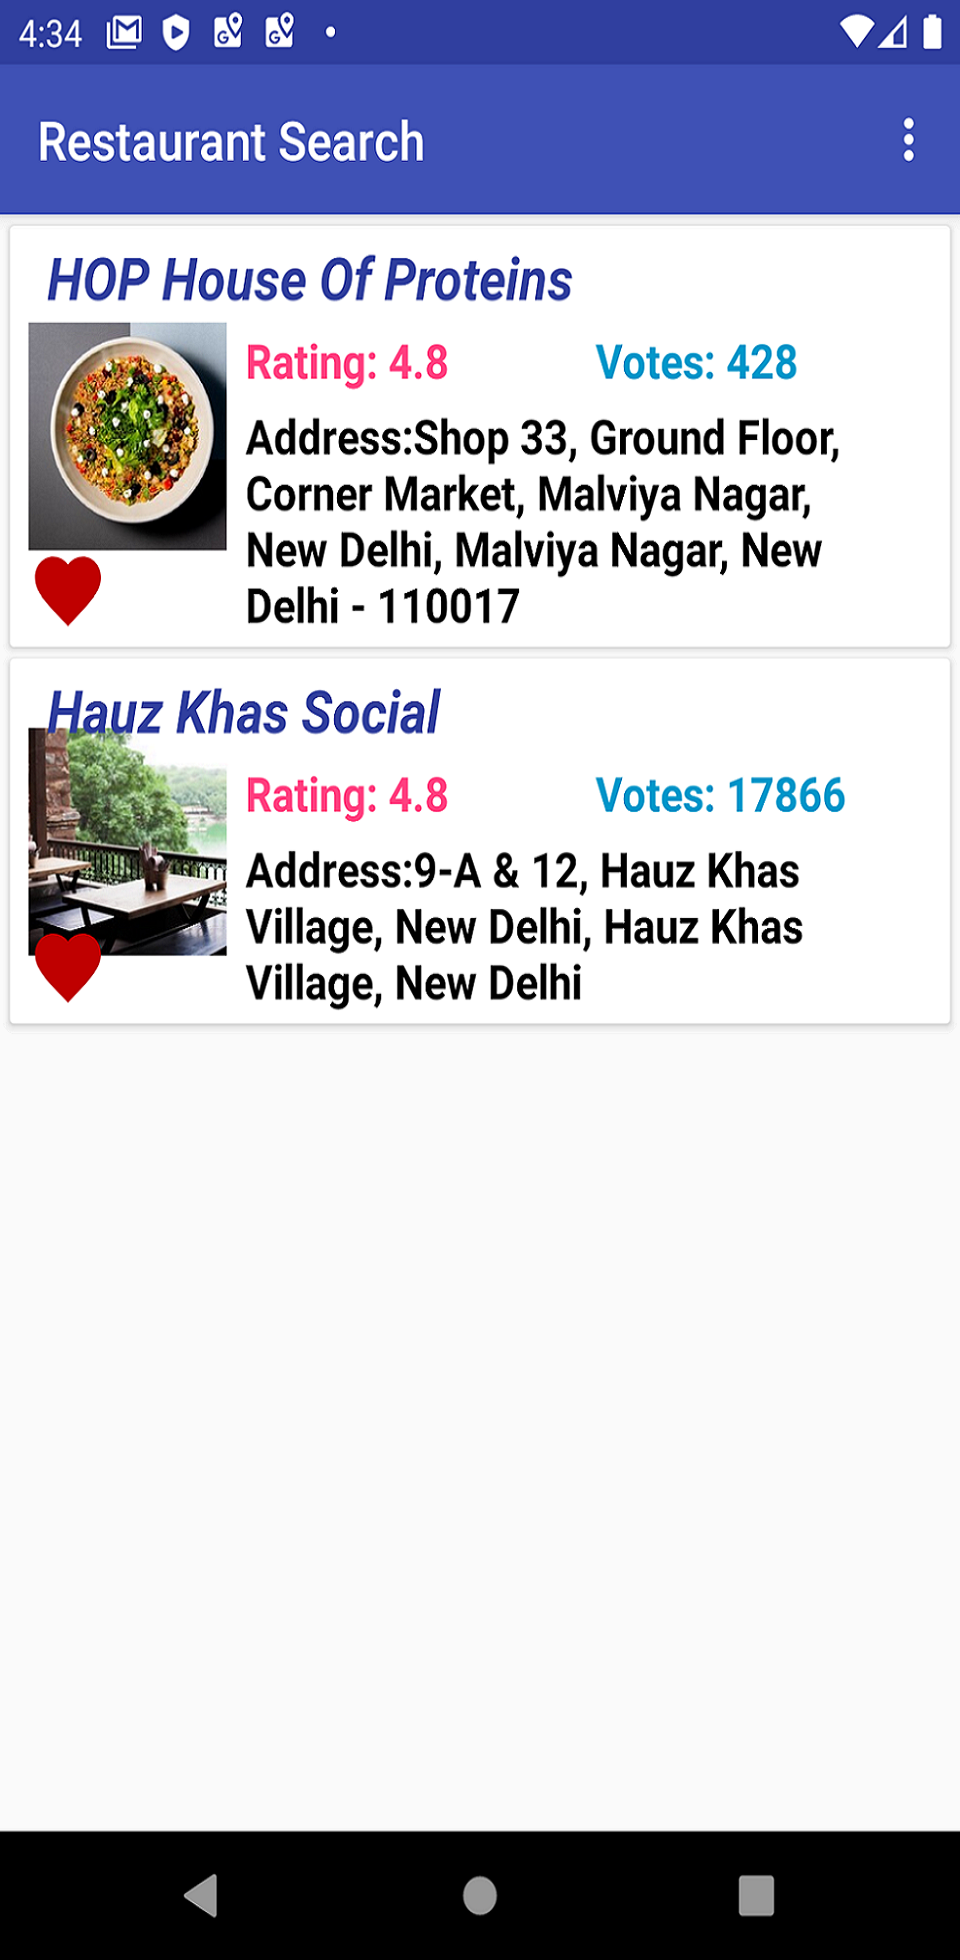 4:34
Restaurant Search
HOP House Of Proteins
Rating: 4.8 Votes: 428
Address:Shop 33, Ground Floor,
Corner Market, Malviya Nagar,
New Delhi, Malviya Nagar, New
Delhi - 110017
Hauz Khas Social
Rating: 4.8 Votes: 17866
Address:9-A & 12, Hauz Khas
Village, New Delhi, Hauz Khas
Village, New Delhi